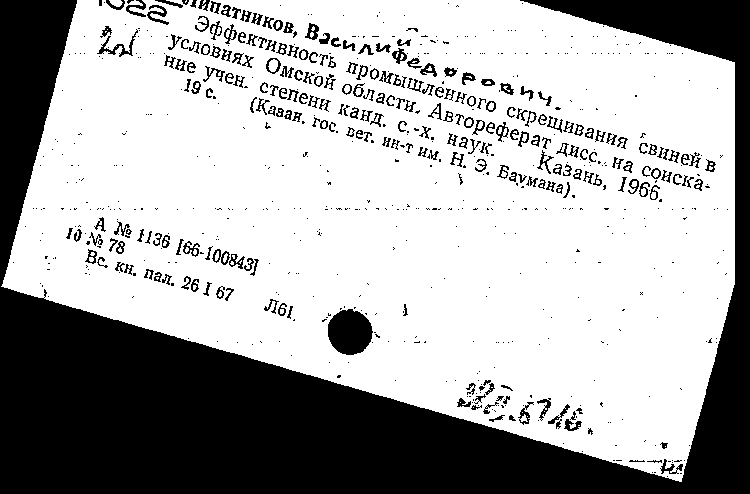 Липатников, Василий Федорович.
Эффективность промышленного скрещивания свиней в
условиях Омской области. Автореферат дисс. на соиска-
ние учен. степени канд. с.-х. наук. Казань, 1966.
19 с. (Казан. гос. вет. ин-т им. Н. Э. Баумана).
А № 1136 [66-100843]
10 № 78
Вс. кн. пал. 26 I 67 Л61